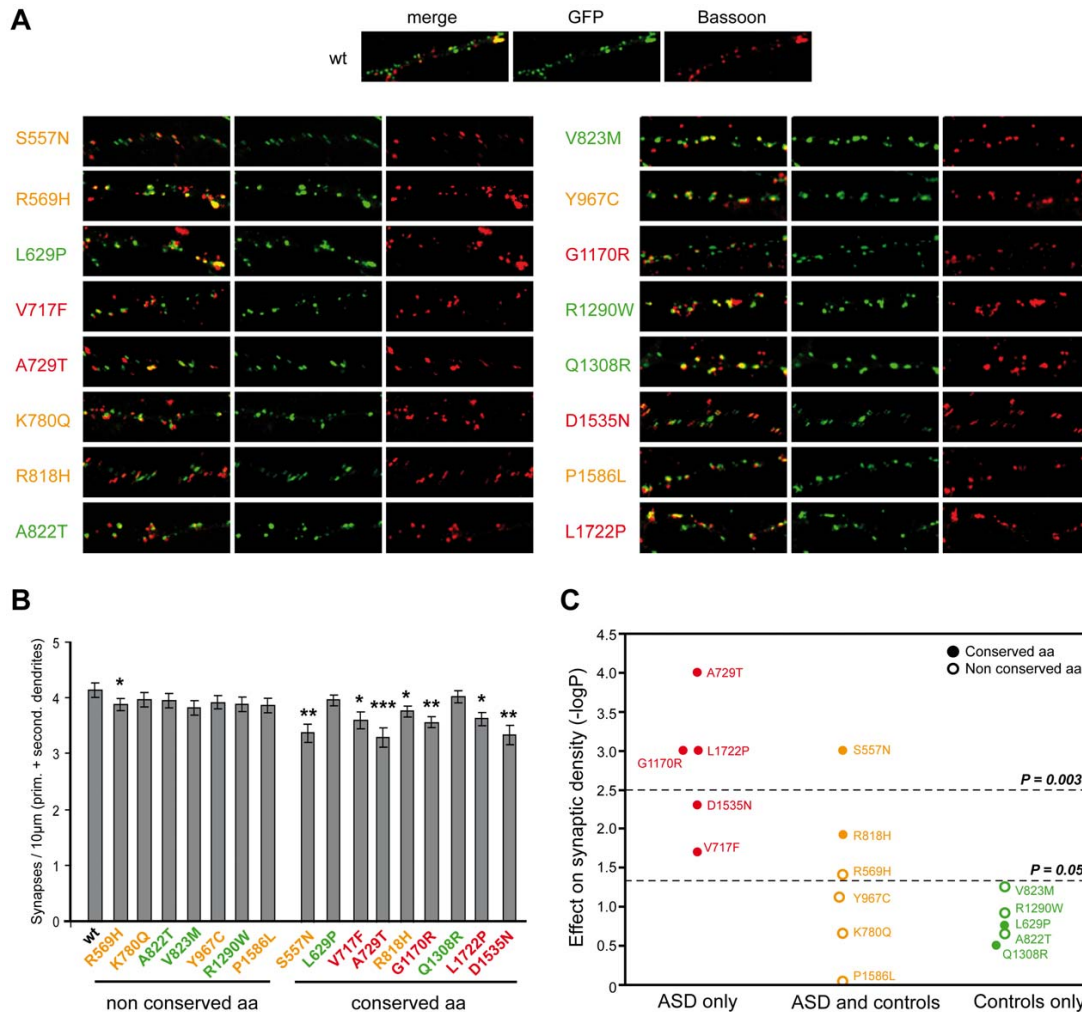 A
merge GFP Bassoon
wt
S557N
R569H
L629P
V717F
A729T
K780Q
R818H
A822T
V823M
Y967C
G1170R
R1290W
Q1308R
D1535N
P1586L
L1722P
B
Synapses / 10µm (prim. + second. dendrites)
5
4
3
2
1
0
* ** * *** * ** * **
wt R569H K780Q A822T V823M Y967C R1290W P1586L S557N L629P V717F A729T R818H G1170R Q1308R L1722P D1535N
non conserved aa conserved aa
C
Effect on synaptic density (-logP)
4.5
4.0
3.5
3.0
2.5
2.0
1.5
1.0
0.5
0
Conserved aa
Non conserved aa
A729T
G1170R
L1722P
D1535N
V717F
S557N
R818H
R569H
Y967C
K780Q
P1586L
P = 0.003
P = 0.05
V823M
R1290W
L629P
A822T
Q1308R
ASD only ASD and controls Controls only